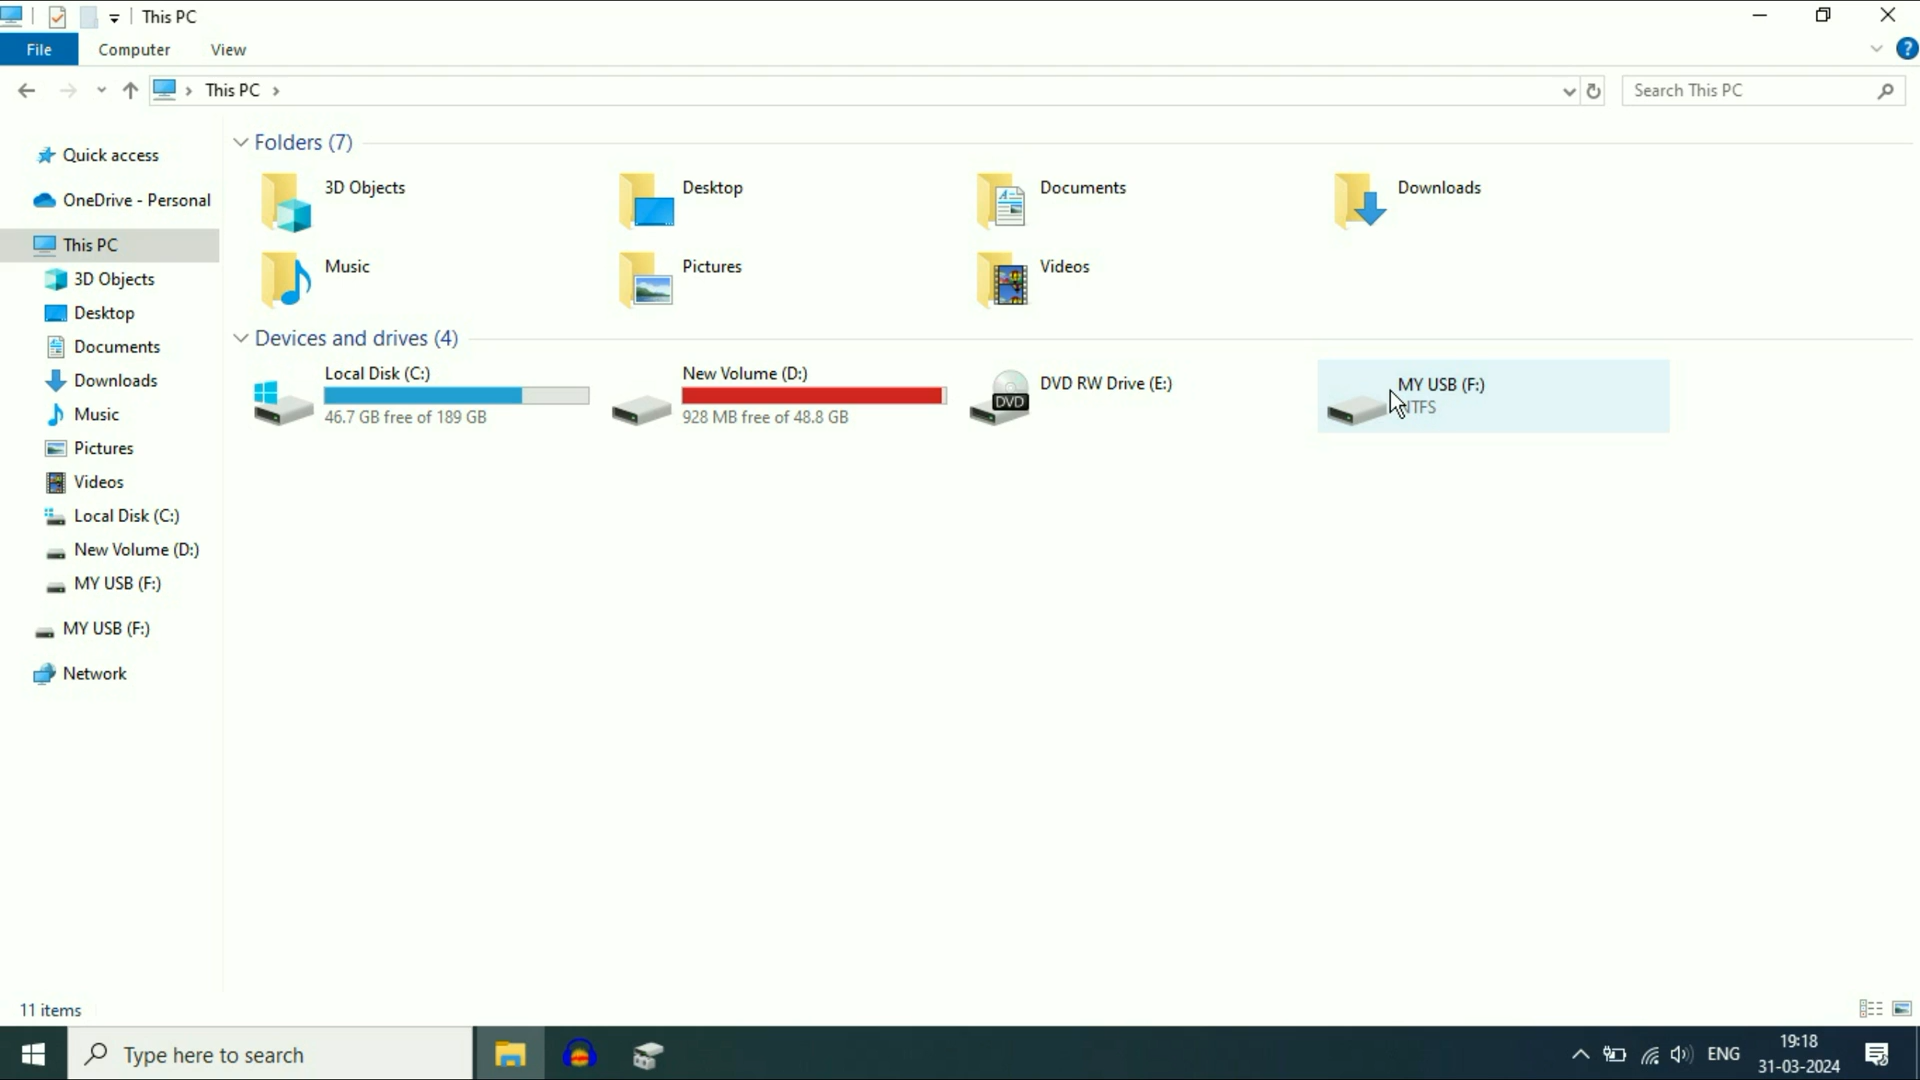 This PC
File
Computer
View
This PC
Search This PC
Quick access
OneDrive - Personal
This PC
3D Objects
Desktop
Documents
Downloads
Music
Pictures
Videos
Local Disk (C:)
New Volume (D:)
MY USB (F:)
MY USB (F:)
Network
Folders (7)
3D Objects
Desktop
Documents
Downloads
Music
Pictures
Videos
Devices and drives (4)
Local Disk (C:)
46.7 GB free of 189 GB
New Volume (D:)
928 MB free of 48.8 GB
DVD
DVD RW Drive (E:)
MY USB (F:)
NTFS
11 items
Type here to search
ENG
19:18
31-03-2024